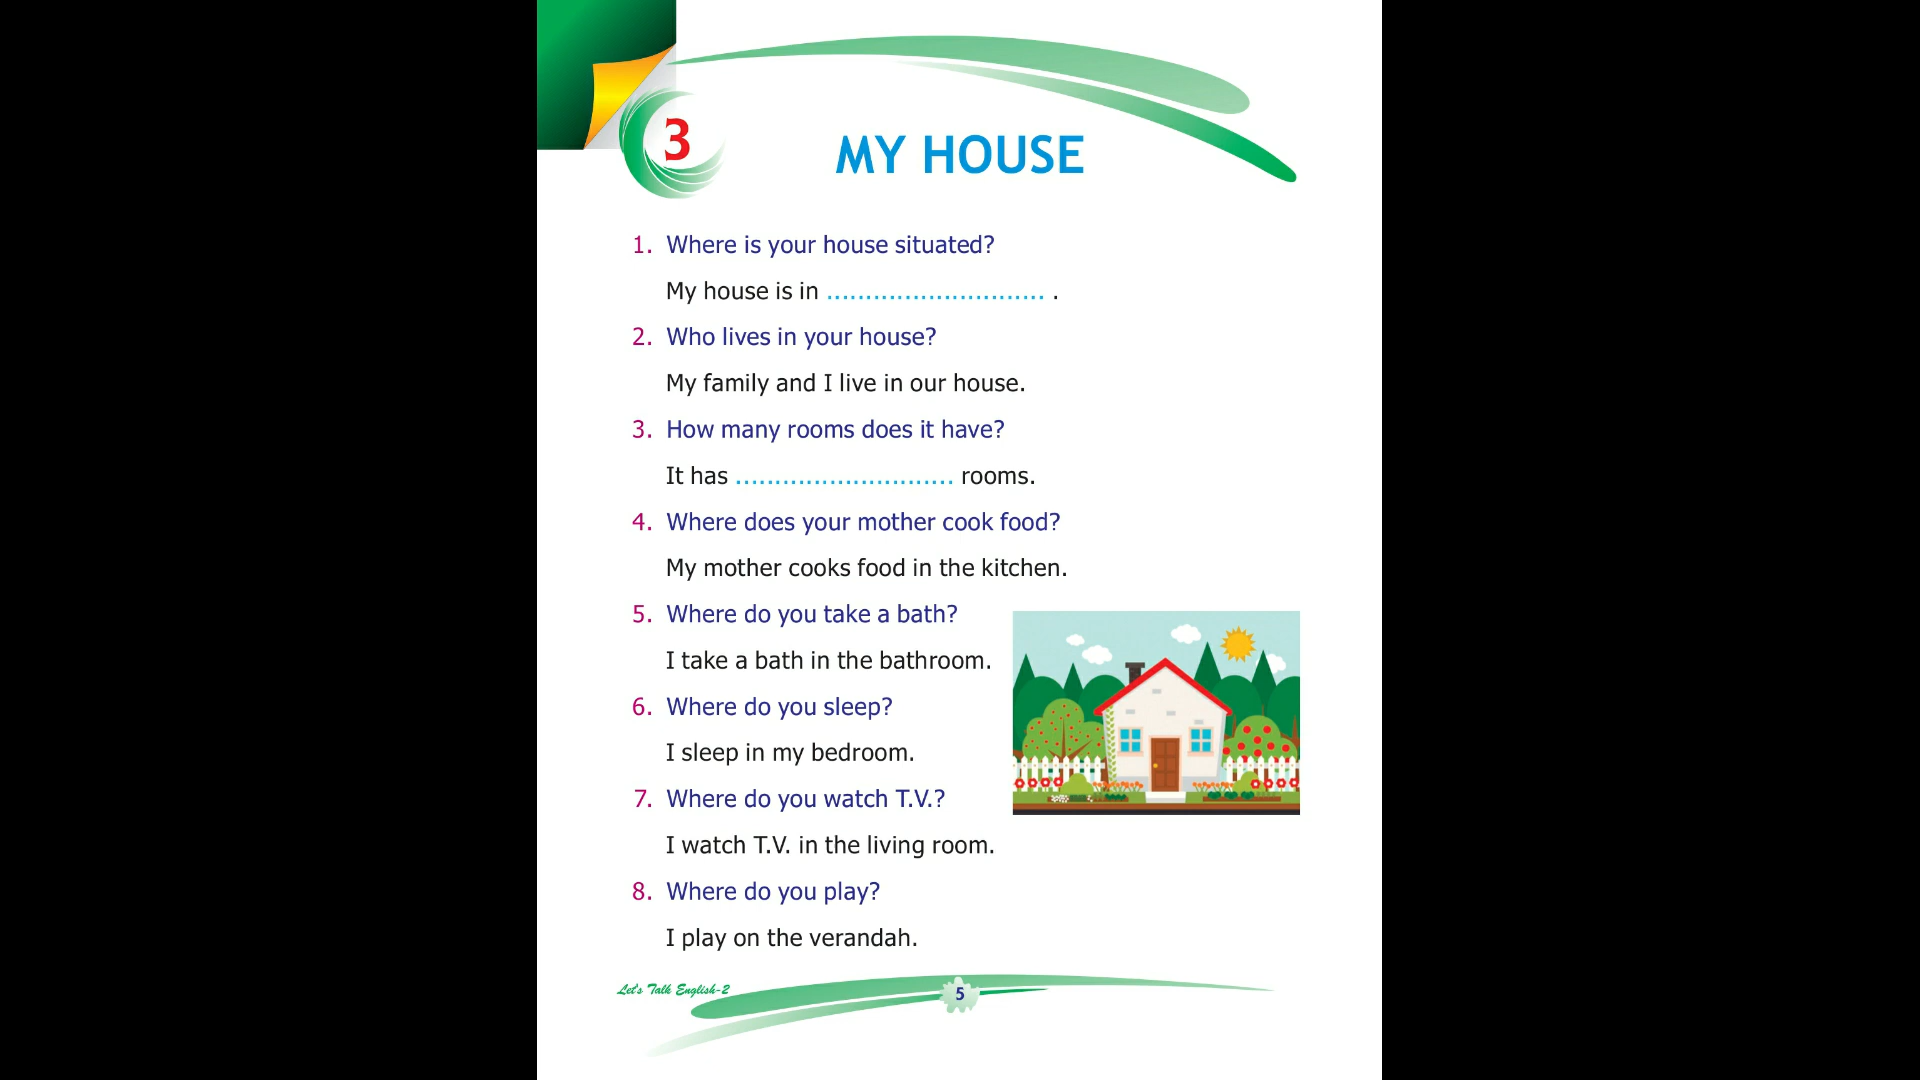 3
MY HOUSE
1. Where is your house situated?
My house is in ............................ .
2. Who lives in your house?
My family and I live in our house.
3. How many rooms does it have?
It has ............................ rooms.
4. Where does your mother cook food?
My mother cooks food in the kitchen.
5. Where do you take a bath?
I take a bath in the bathroom.
6. Where do you sleep?
I sleep in my bedroom.
7. Where do you watch T.V.?
I watch T.V. in the living room.
8. Where do you play?
I play on the verandah.
Let's Talk English-2
5